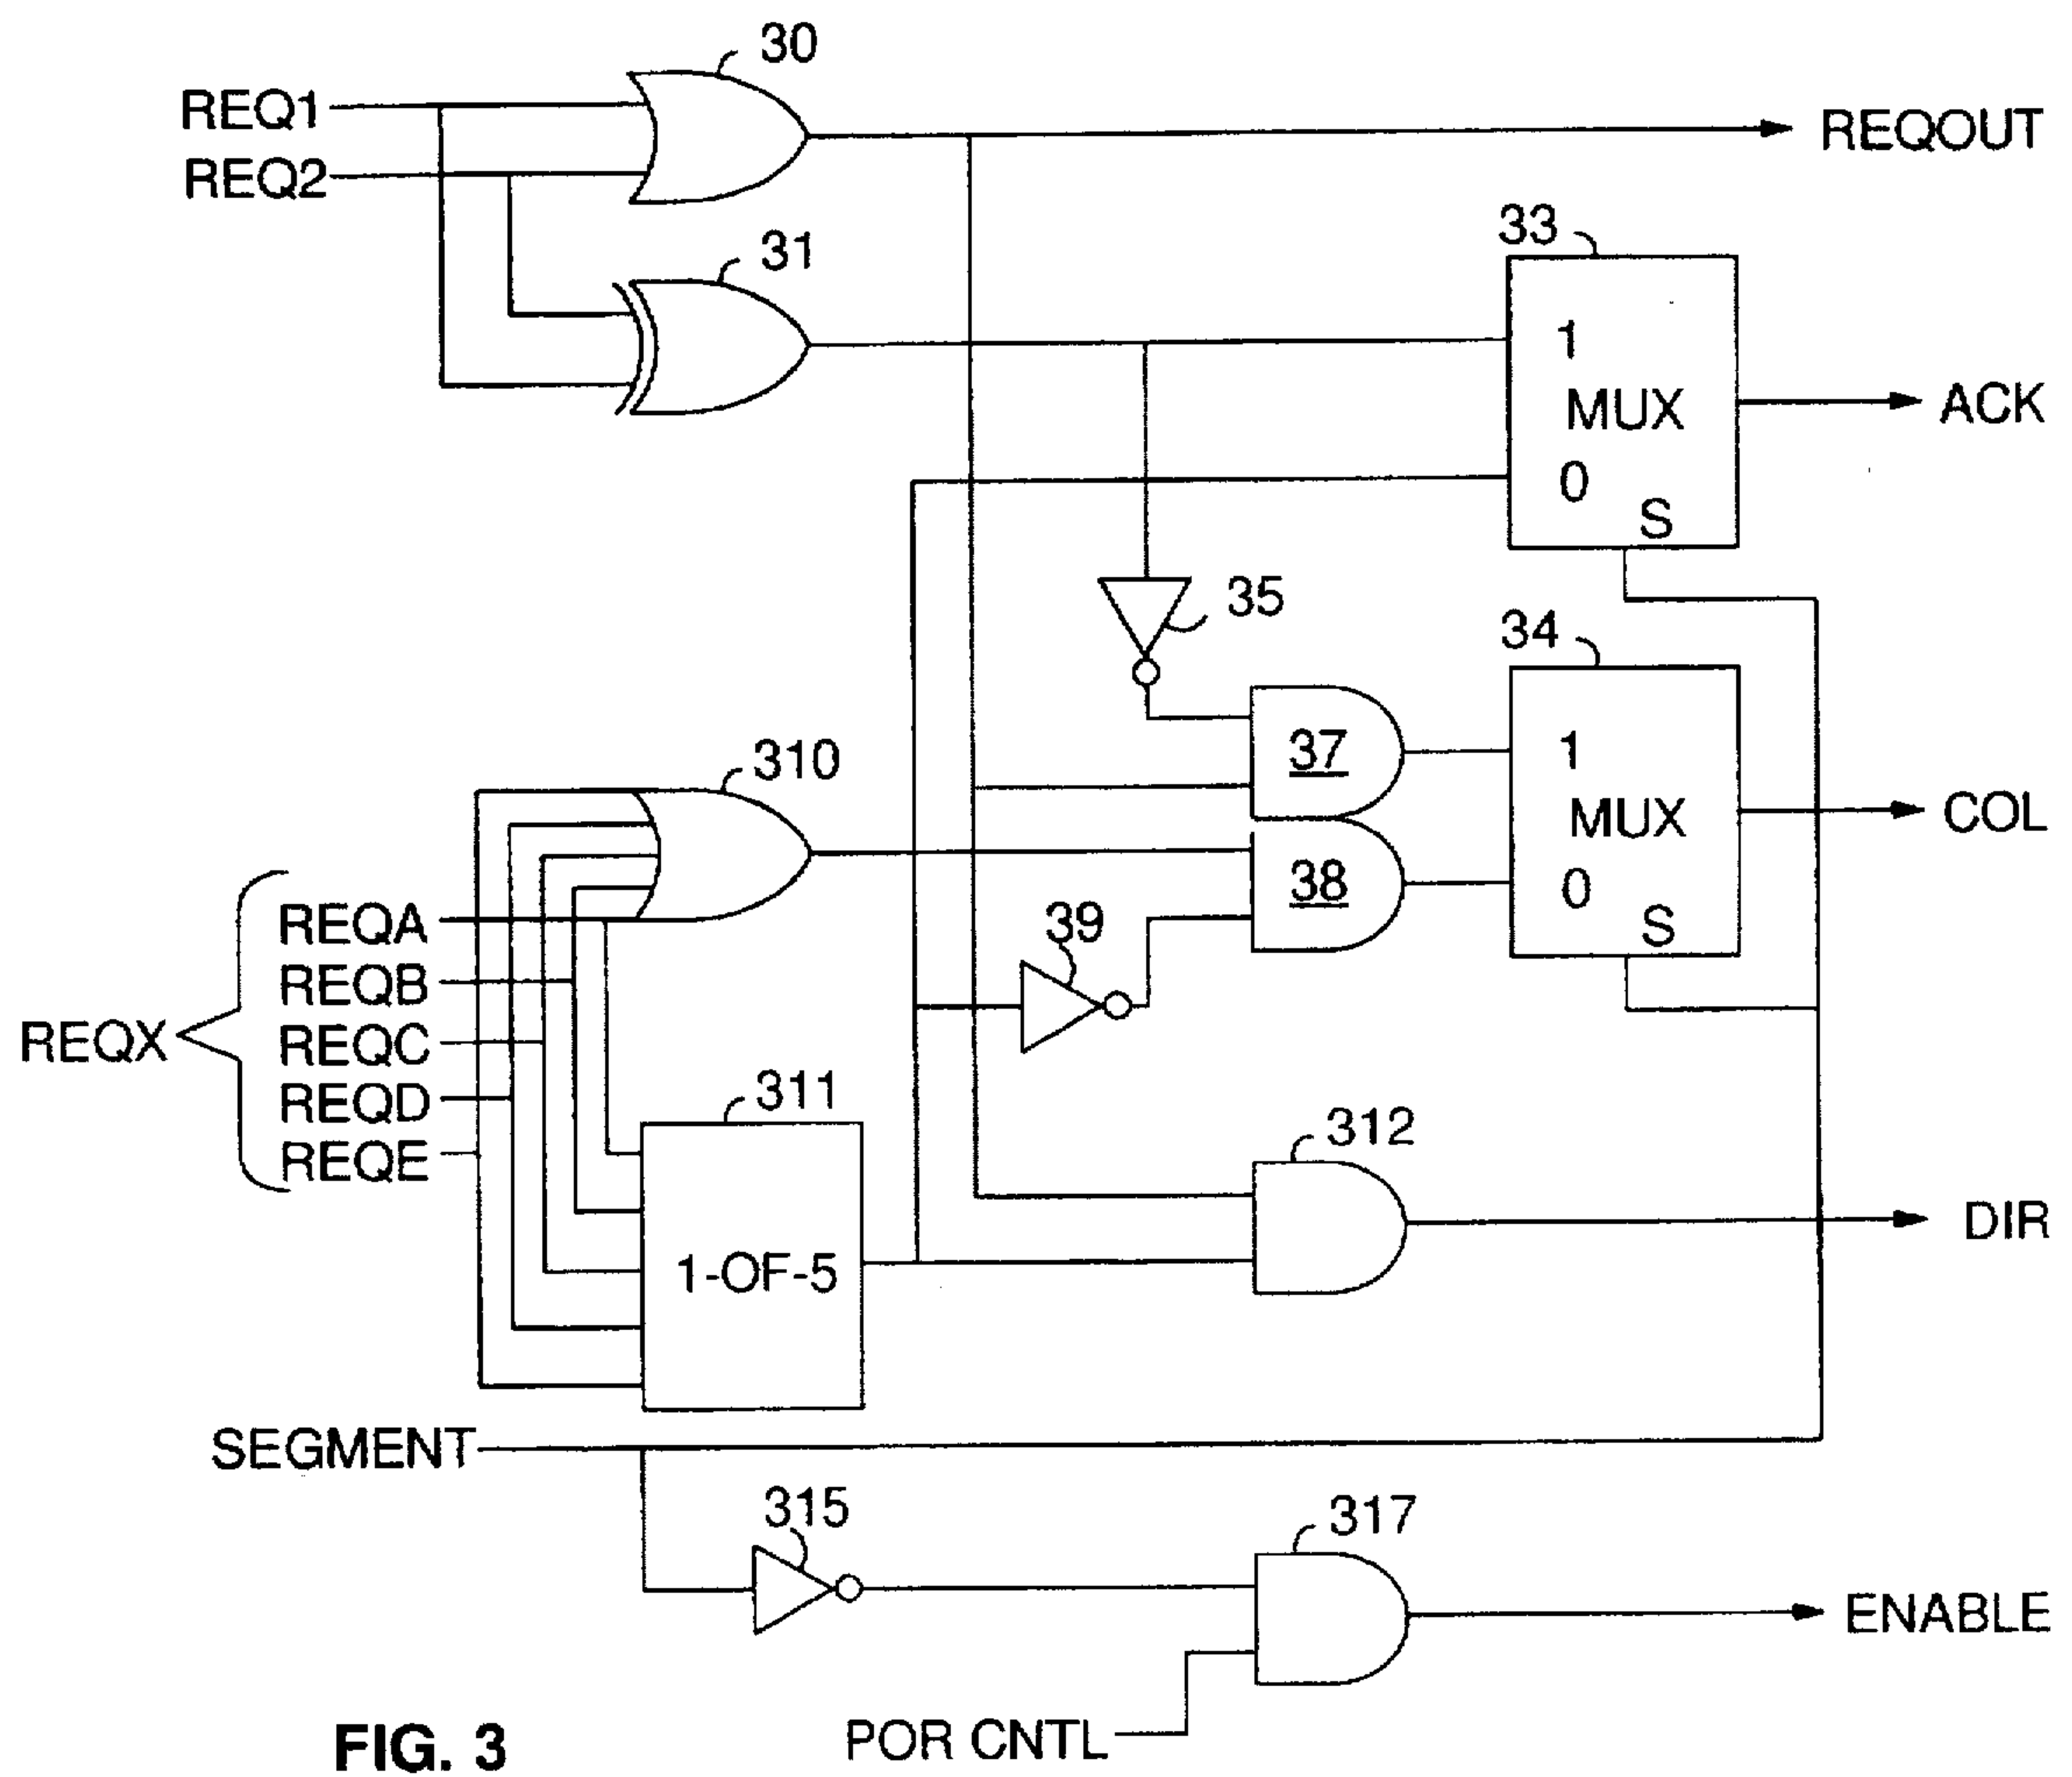 30
REQ1
REQOUT
REQ2
33
31
1
MUX
ACK
0
S
35
34
37
1
310
MUX
COL
38
0
39
S
REQA
REQB
REQX
REQC
REQD
311
REQE
312
1-OF-5
DIR
SEGMENT
315
317
ENABLE
POR CNTL
FIG. 3